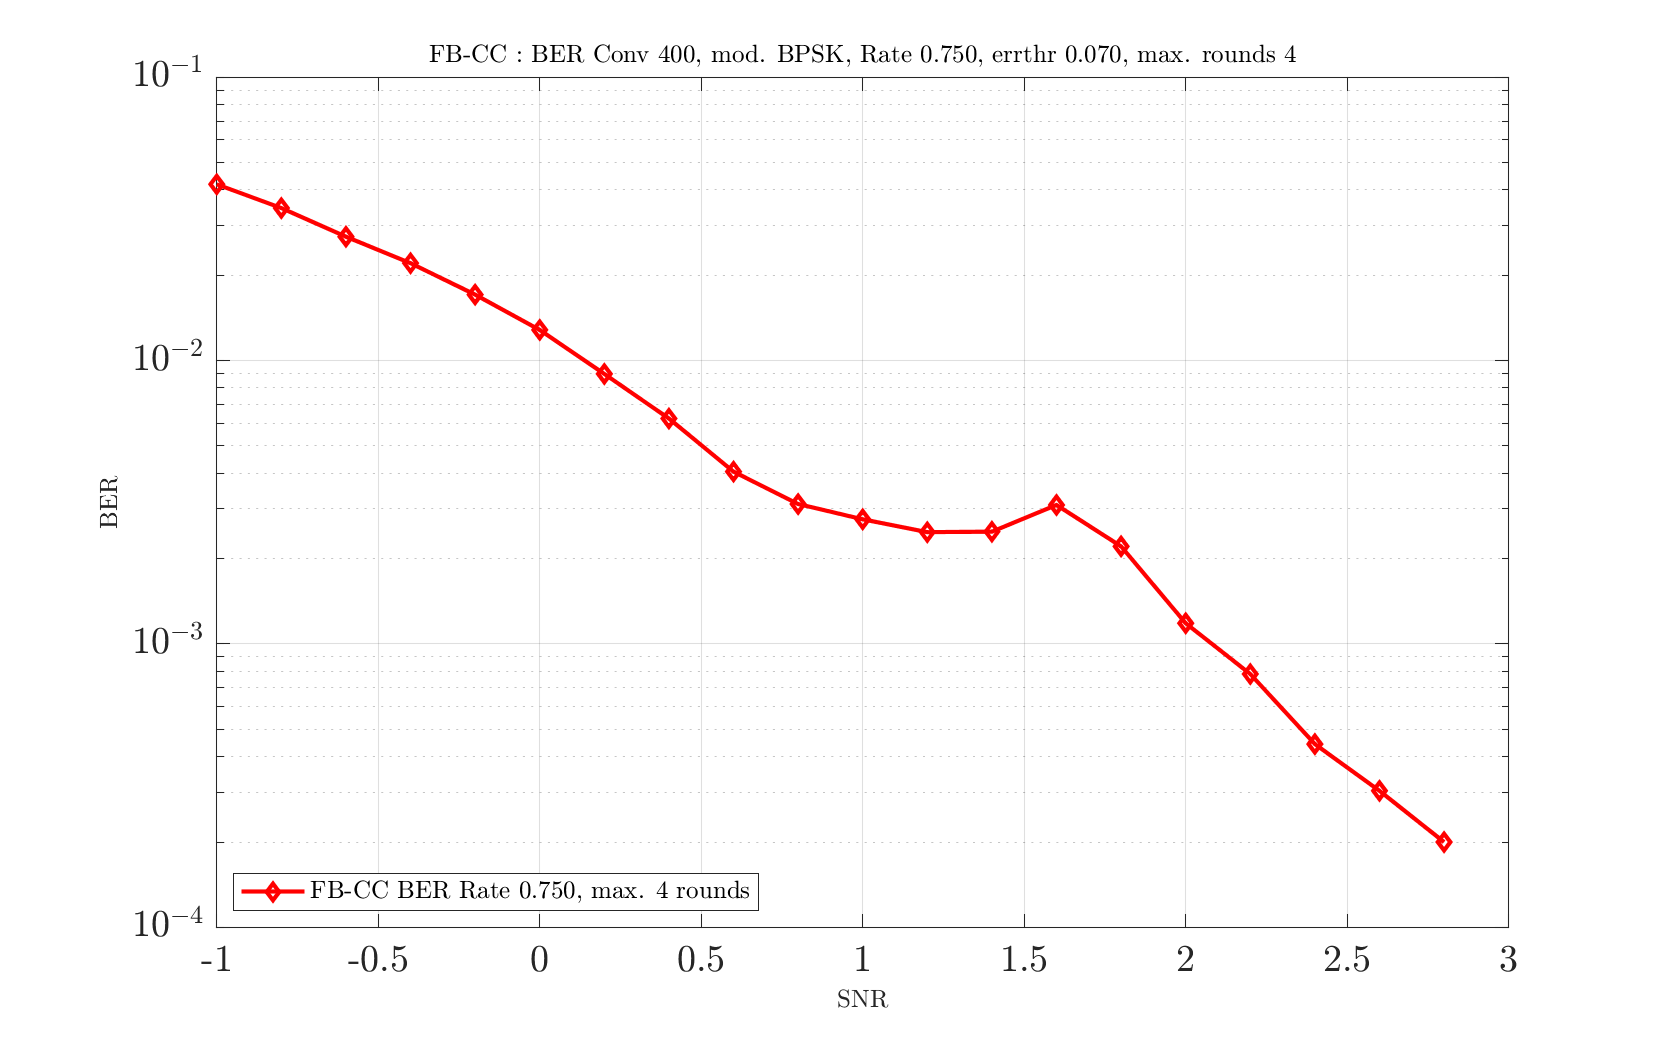 FB-CC : BER Conv 400, mod. BPSK, Rate 0.750, errthr 0.070, max. rounds 4
10^{-1}
10^{-2}
10^{-3}
10^{-4}
BER
FB-CC BER Rate 0.750, max. 4 rounds
-1 -0.5 0 0.5 1 1.5 2 2.5 3
SNR